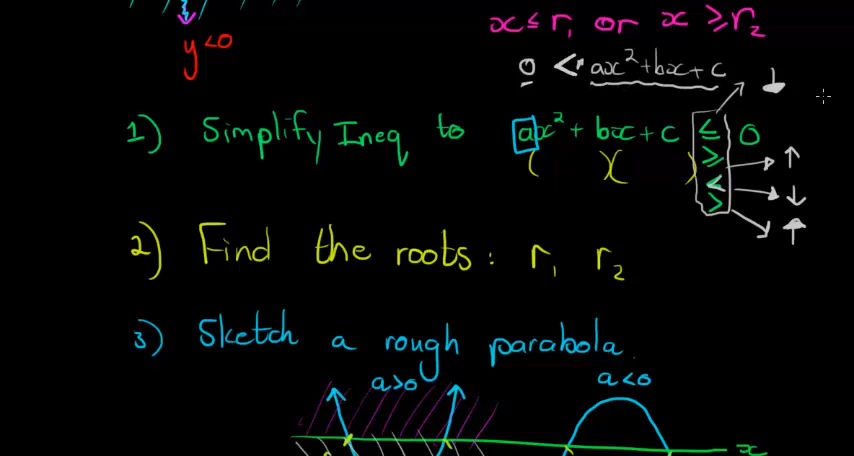 x ≤ r₁ or x ≥ r₂
y<0
0 < ax² + bx + c
1) Simplify Ineq to ax² + bx + c ≤ 0
( )( ) ≥
<
>
2) Find the roots: r₁ r₂
3) Sketch a rough parabola.
a>0 a<0
x